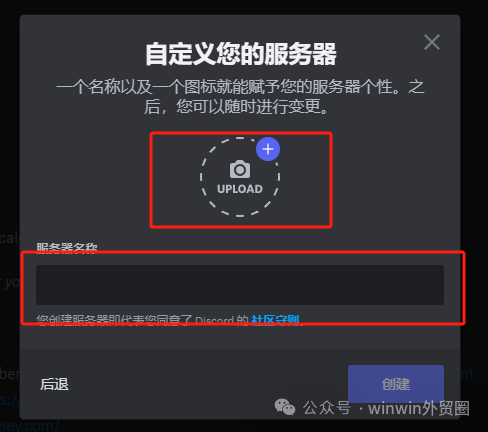 自定义您的服务器
一个名称以及一个图标就能赋予您的服务器个性。之
后，您可以随时进行变更。
UPLOAD
服务器名称
您创建服务器即代表您同意了 Discord 的 社区守则。
后退
创建
公众号 · winwin外贸圈
ney.com/